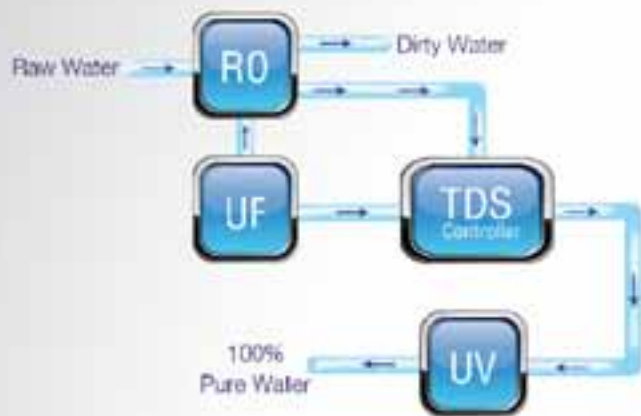 Raw Water
RO
Dirty Water
UF
TDS
Controller
100%
Pure Water
UV